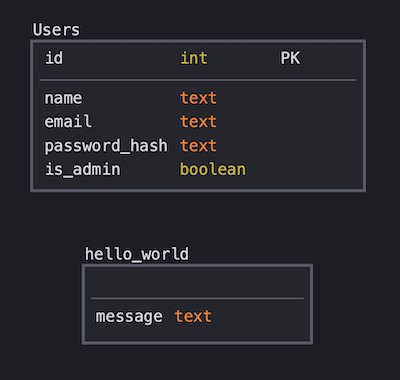 Users
id int PK
name text
email text
password_hash text
is_admin boolean
hello_world
message text